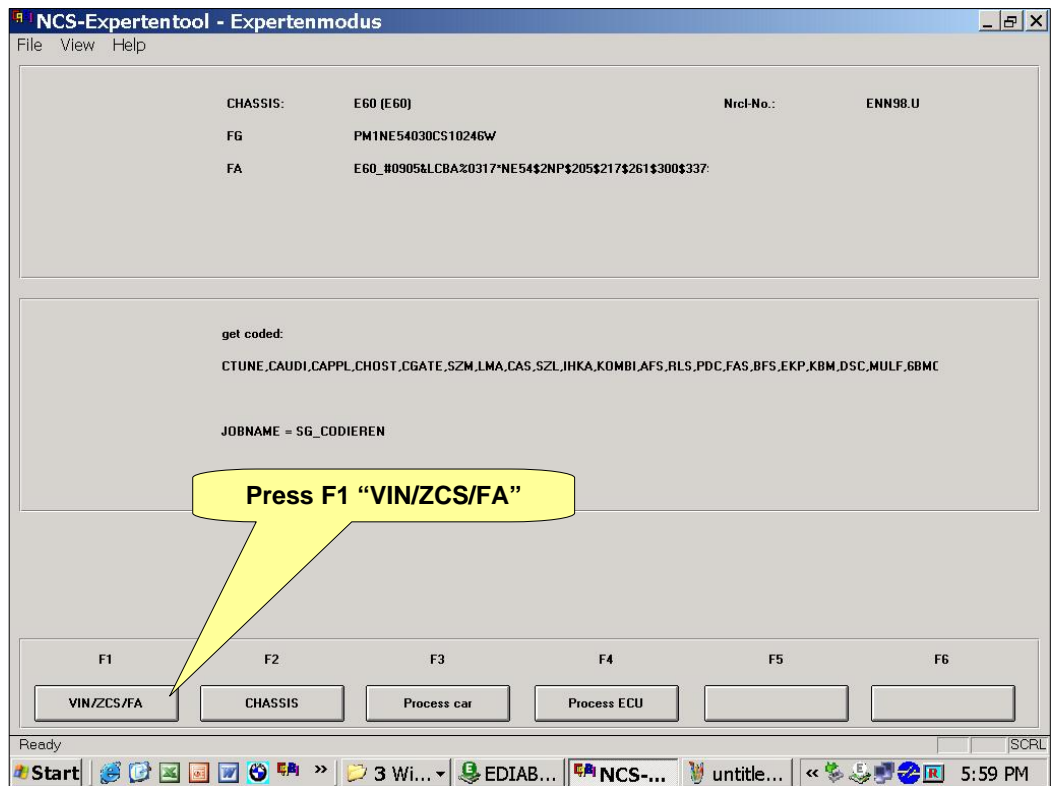 NCS-Expertentool - Expertenmodus
File View Help
CHASSIS: E60 (E60) Nrcl-No.: ENN98.U
FG PM1NE54030CS10246W
FA E60_#0905&LCBA%0317*NE54$2NP$205$217$261$300$337
get coded:
CTUNE,CAUDI,CAPPL,CHOST,CGATE,SZM,LMA,CAS,SZL,IHKA,KOMBI,AFS,RLS,PDC,FAS,BFS,EKP,KBM,DSC,MULF,
JOBNAME = SG_CODIEREN
Press F1 “VIN/ZCS/FA”
F1 F2 F3 F4 F5 F6
VIN/ZCS/FA CHASSIS Process car Process ECU
Ready SCRL
Start » 3 Wi... EDIAB... NCS-... untitle... « 5:59 PM